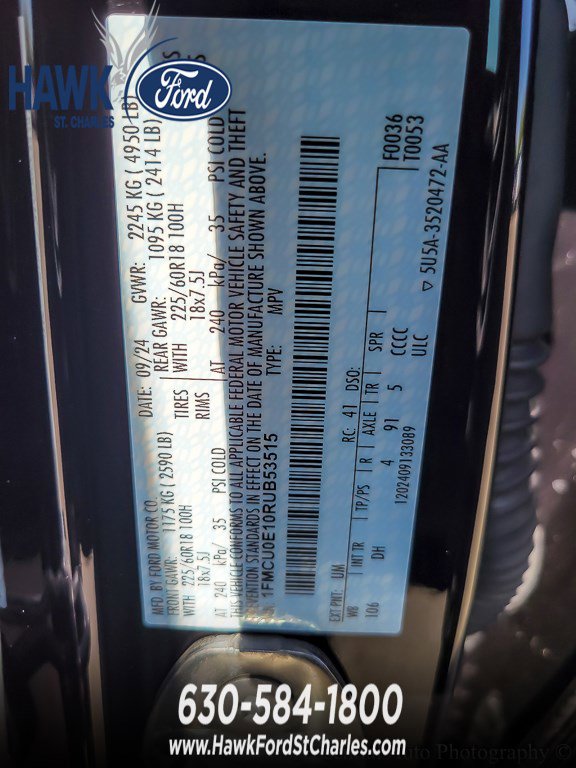 HAWK
ST. CHARLES
Ford
MFD. BY FORD MOTOR CO.
DATE: 09/24 GVWR: 2245 KG ( 4950 LB)
FRONT GAWR: 1175 KG ( 2590 LB)
REAR GAWR: 1095 KG ( 2414 LB)
WITH 225/60R18 100H
TIRES WITH 225/60R18 100H
18x7.5J
RIMS 18x7.5J
AT 240 kPa/ 35 PSI COLD
AT 240 kPa/ 35 PSI COLD
THIS VEHICLE CONFORMS TO ALL APPLICABLE FEDERAL MOTOR VEHICLE SAFETY AND THEFT
PREVENTION STANDARDS IN EFFECT ON THE DATE OF MANUFACTURE SHOWN ABOVE.
VIN: 1FMCU0E10RUB53515 TYPE: MPV
F0036
T0053
EXT PNT: UM RC: 41 DSO:
WB INT TR TP/PS R AXLE TR SPR
106 DH 4 91 5 CCCC
1202409133089 ULC
5U5A-3520472-AA
630-584-1800
www.HawkFordStCharles.com
Photography ©